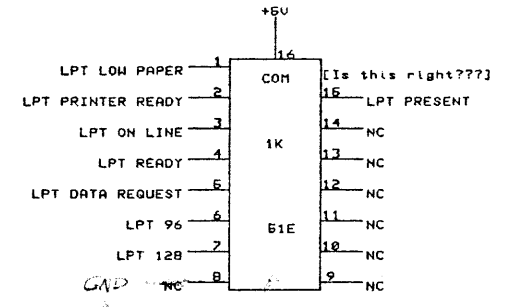 +5V
16
1
LPT LOW PAPER
COM
[Is this right???]
2
LPT PRINTER READY
15
LPT PRESENT
3
LPT ON LINE
14
NC
1K
4
LPT READY
13
NC
5
LPT DATA REQUEST
12
NC
6
LPT 96
11
NC
51E
7
LPT 128
10
NC
GND
8
NC
9
NC